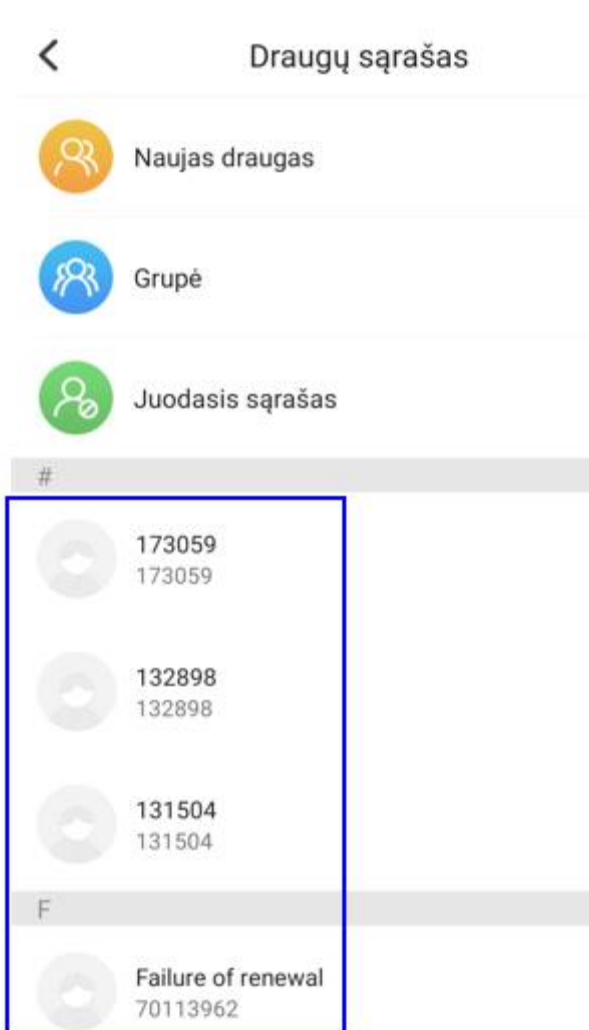 Draugų sąrašas
Naujas draugas
Grupė
Juodasis sąrašas
#
173059
173059
132898
132898
131504
131504
F
Failure of renewal
70113962